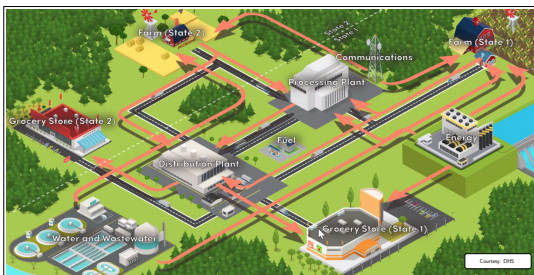 Farm (State 2)
State 2
State 1
Farm (State 1)
Communications
Processing Plant
Grocery Store (State 2)
Fuel
Energy
Distribution Plant
Grocery Store (State 1)
Water and Wastewater
Courtesy: DHS